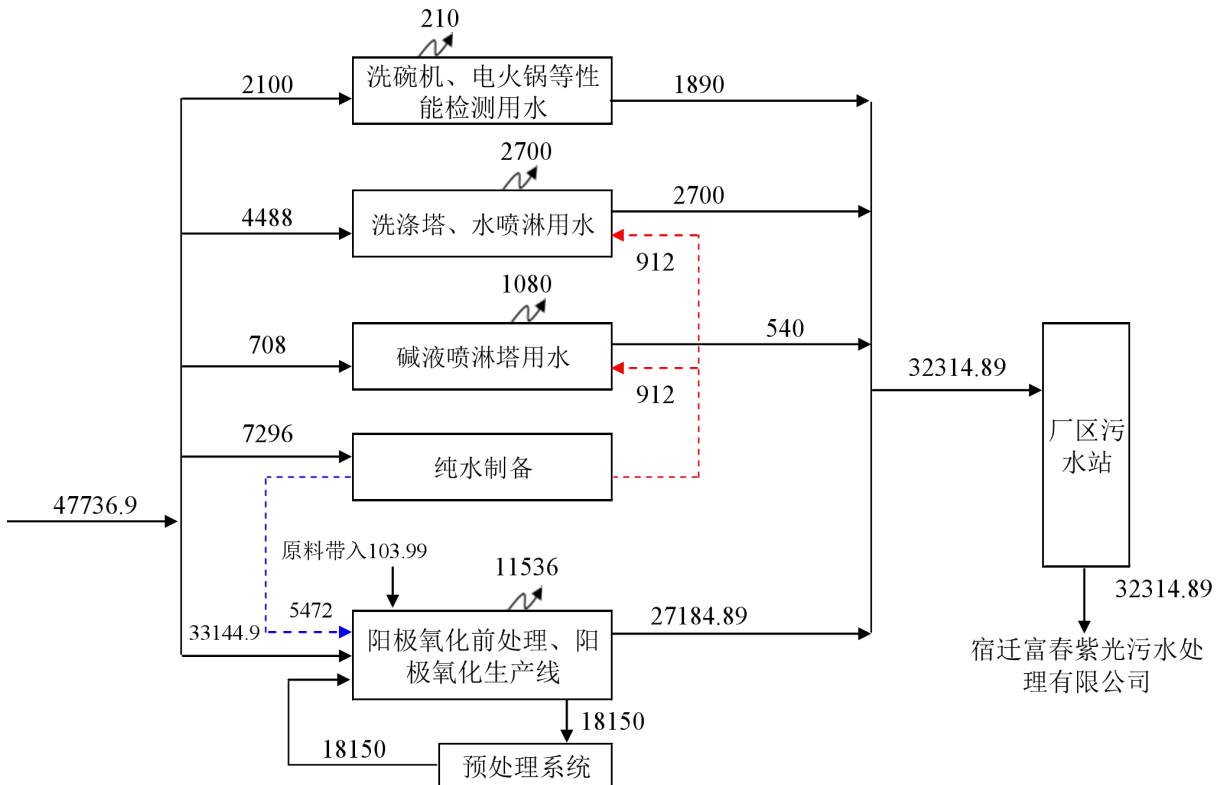 210
洗碗机、电火锅等性
能检测用水
2100
1890
2700
洗涤塔、水喷淋用水
4488
2700
912
1080
碱液喷淋塔用水
708
540
912
32314.89
厂区污
水站
7296
纯水制备
47736.9
原料带入103.99
11536
5472
33144.9
阳极氧化前处理、阳
极氧化生产线
27184.89
32314.89
宿迁富春紫光污水处
理有限公司
18150
18150
预处理系统